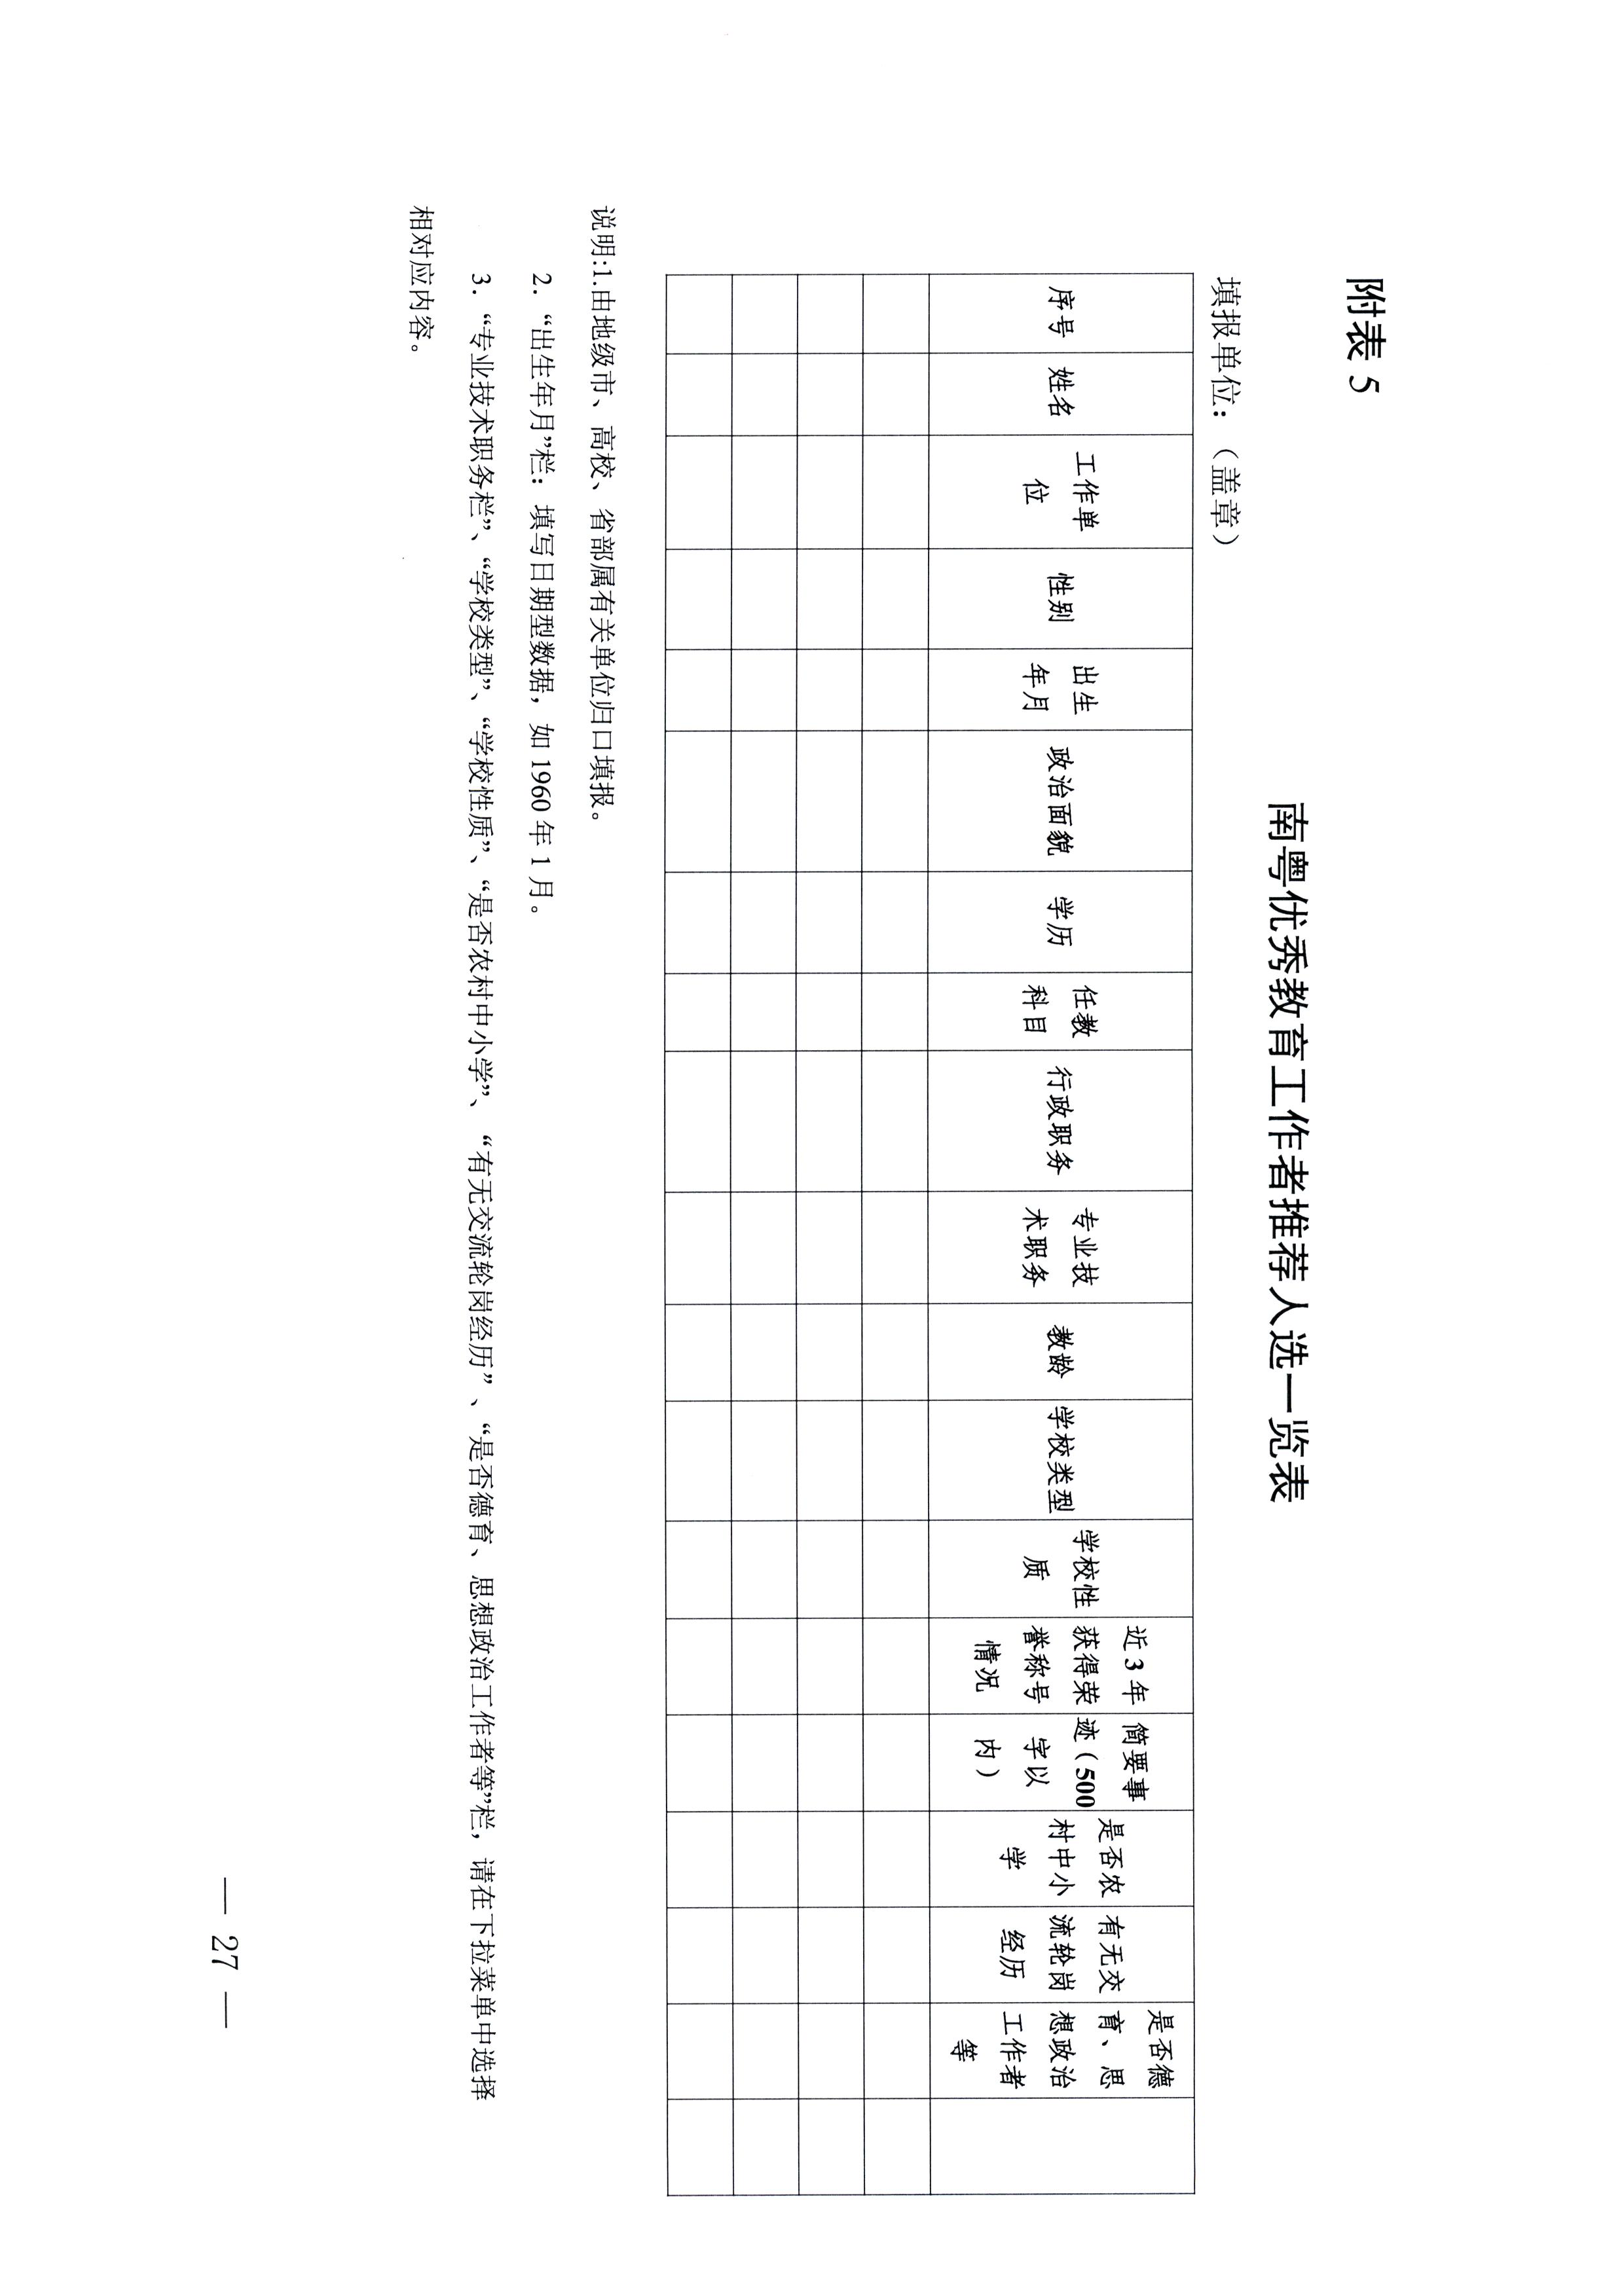 附表 5
南粤优秀教育工作者推荐人选一览表
填报单位：（盖章）
序号
姓名
工作单
位
性别
出生
年月
政治面貌
学历
任教
科目
行政职务
专业技
术职务
教龄
学校类型
学校性
质
近 3 年
获得荣
誉称号
情况
简要事
迹（500
字以
内）
是否农
村中小
学
有无交
流轮岗
经历
是否德
育、思
想政治
工作者
等
说明:1.由地级市、高校、省部属有关单位归口填报。
2.“出生年月”栏：填写日期型数据，如 1960 年 1 月。
3.“专业技术职务栏”、“学校类型”、“学校性质”、“是否农村中小学”、“有无交流轮岗经历”、“是否德育、思想政治工作者等”栏，请在下拉菜单中选择
相对应内容。
— 27 —